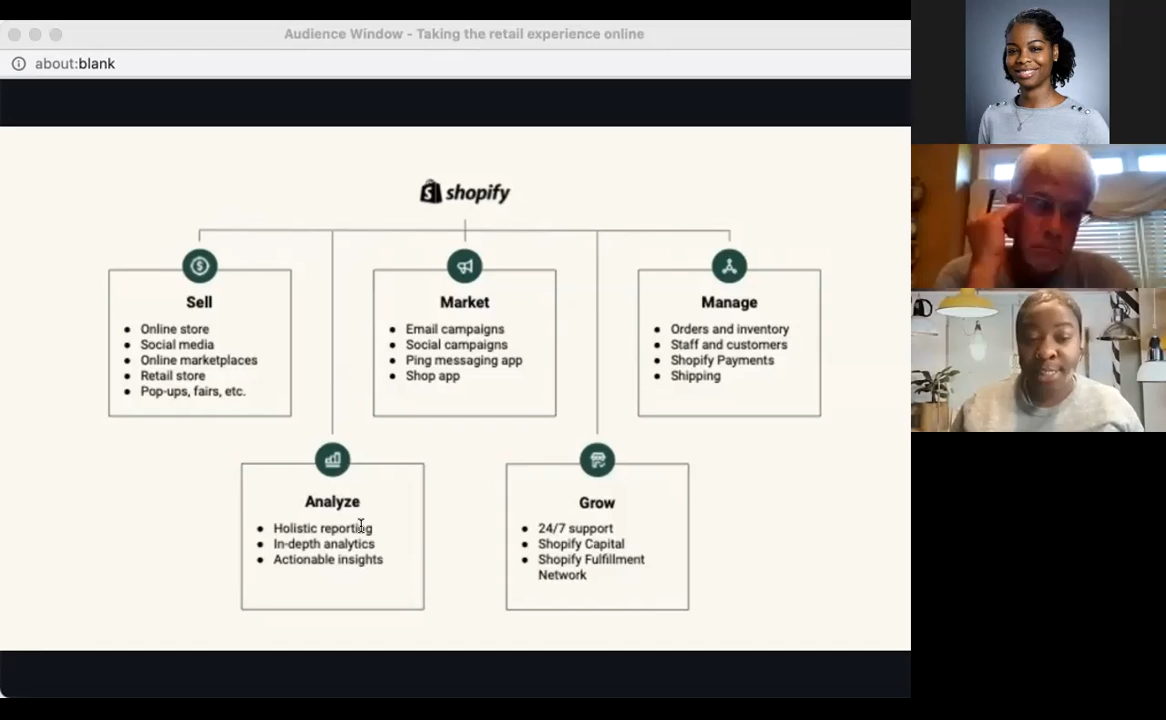 Audience Window - Taking the retail experience online
about:blank
shopify
Sell
Online store
Social media
Online marketplaces
Retail store
Pop-ups, fairs, etc.
Market
Email campaigns
Social campaigns
Ping messaging app
Shop app
Manage
Orders and inventory
Staff and customers
Shopify Payments
Shipping
Analyze
Holistic reporting
In-depth analytics
Actionable insights
Grow
24/7 support
Shopify Capital
Shopify Fulfillment
Network